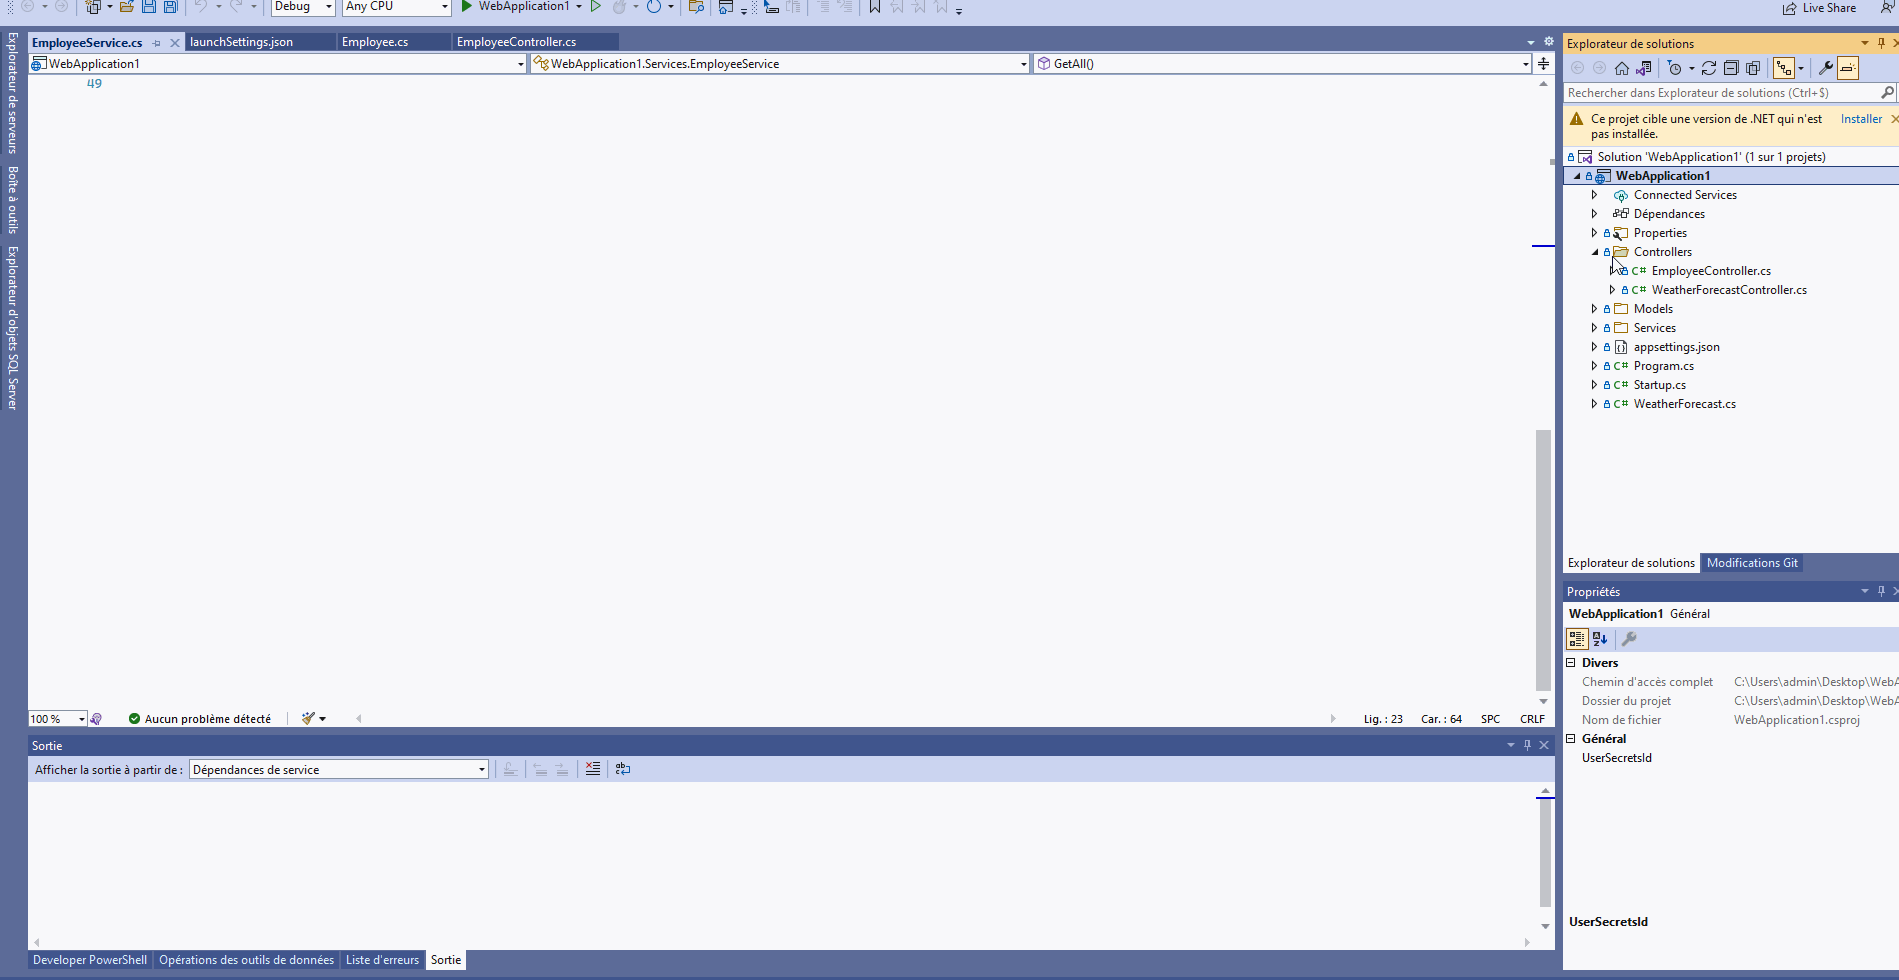 Debug Any CPU WebApplication1 Live Share
EmployeeService.cs launchSettings.json Employee.cs EmployeeController.cs
WebApplication1 WebApplication1.Services.EmployeeService GetAll()
49
Explorateur de serveurs
Boîte à outils
Explorateur d'objets SQL Server
100 % Aucun problème détecté Lig. : 23 Car. : 64 SPC CRLF
Sortie
Afficher la sortie à partir de : Dépendances de service
Developer PowerShell Opérations des outils de données Liste d'erreurs Sortie
Explorateur de solutions
Rechercher dans Explorateur de solutions (Ctrl+$)
Ce projet cible une version de .NET qui n'est Installer
pas installée.
Solution 'WebApplication1' (1 sur 1 projets)
WebApplication1
Connected Services
Dépendances
Properties
Controllers
C# EmployeeController.cs
C# WeatherForecastController.cs
Models
Services
appsettings.json
C# Program.cs
C# Startup.cs
C# WeatherForecast.cs
Explorateur de solutions Modifications Git
Propriétés
WebApplication1 Général
Divers
Chemin d'accès complet C:\Users\admin\Desktop\WebA
Dossier du projet C:\Users\admin\Desktop\WebA
Nom de fichier WebApplication1.csproj
Général
UserSecretsId
UserSecretsId